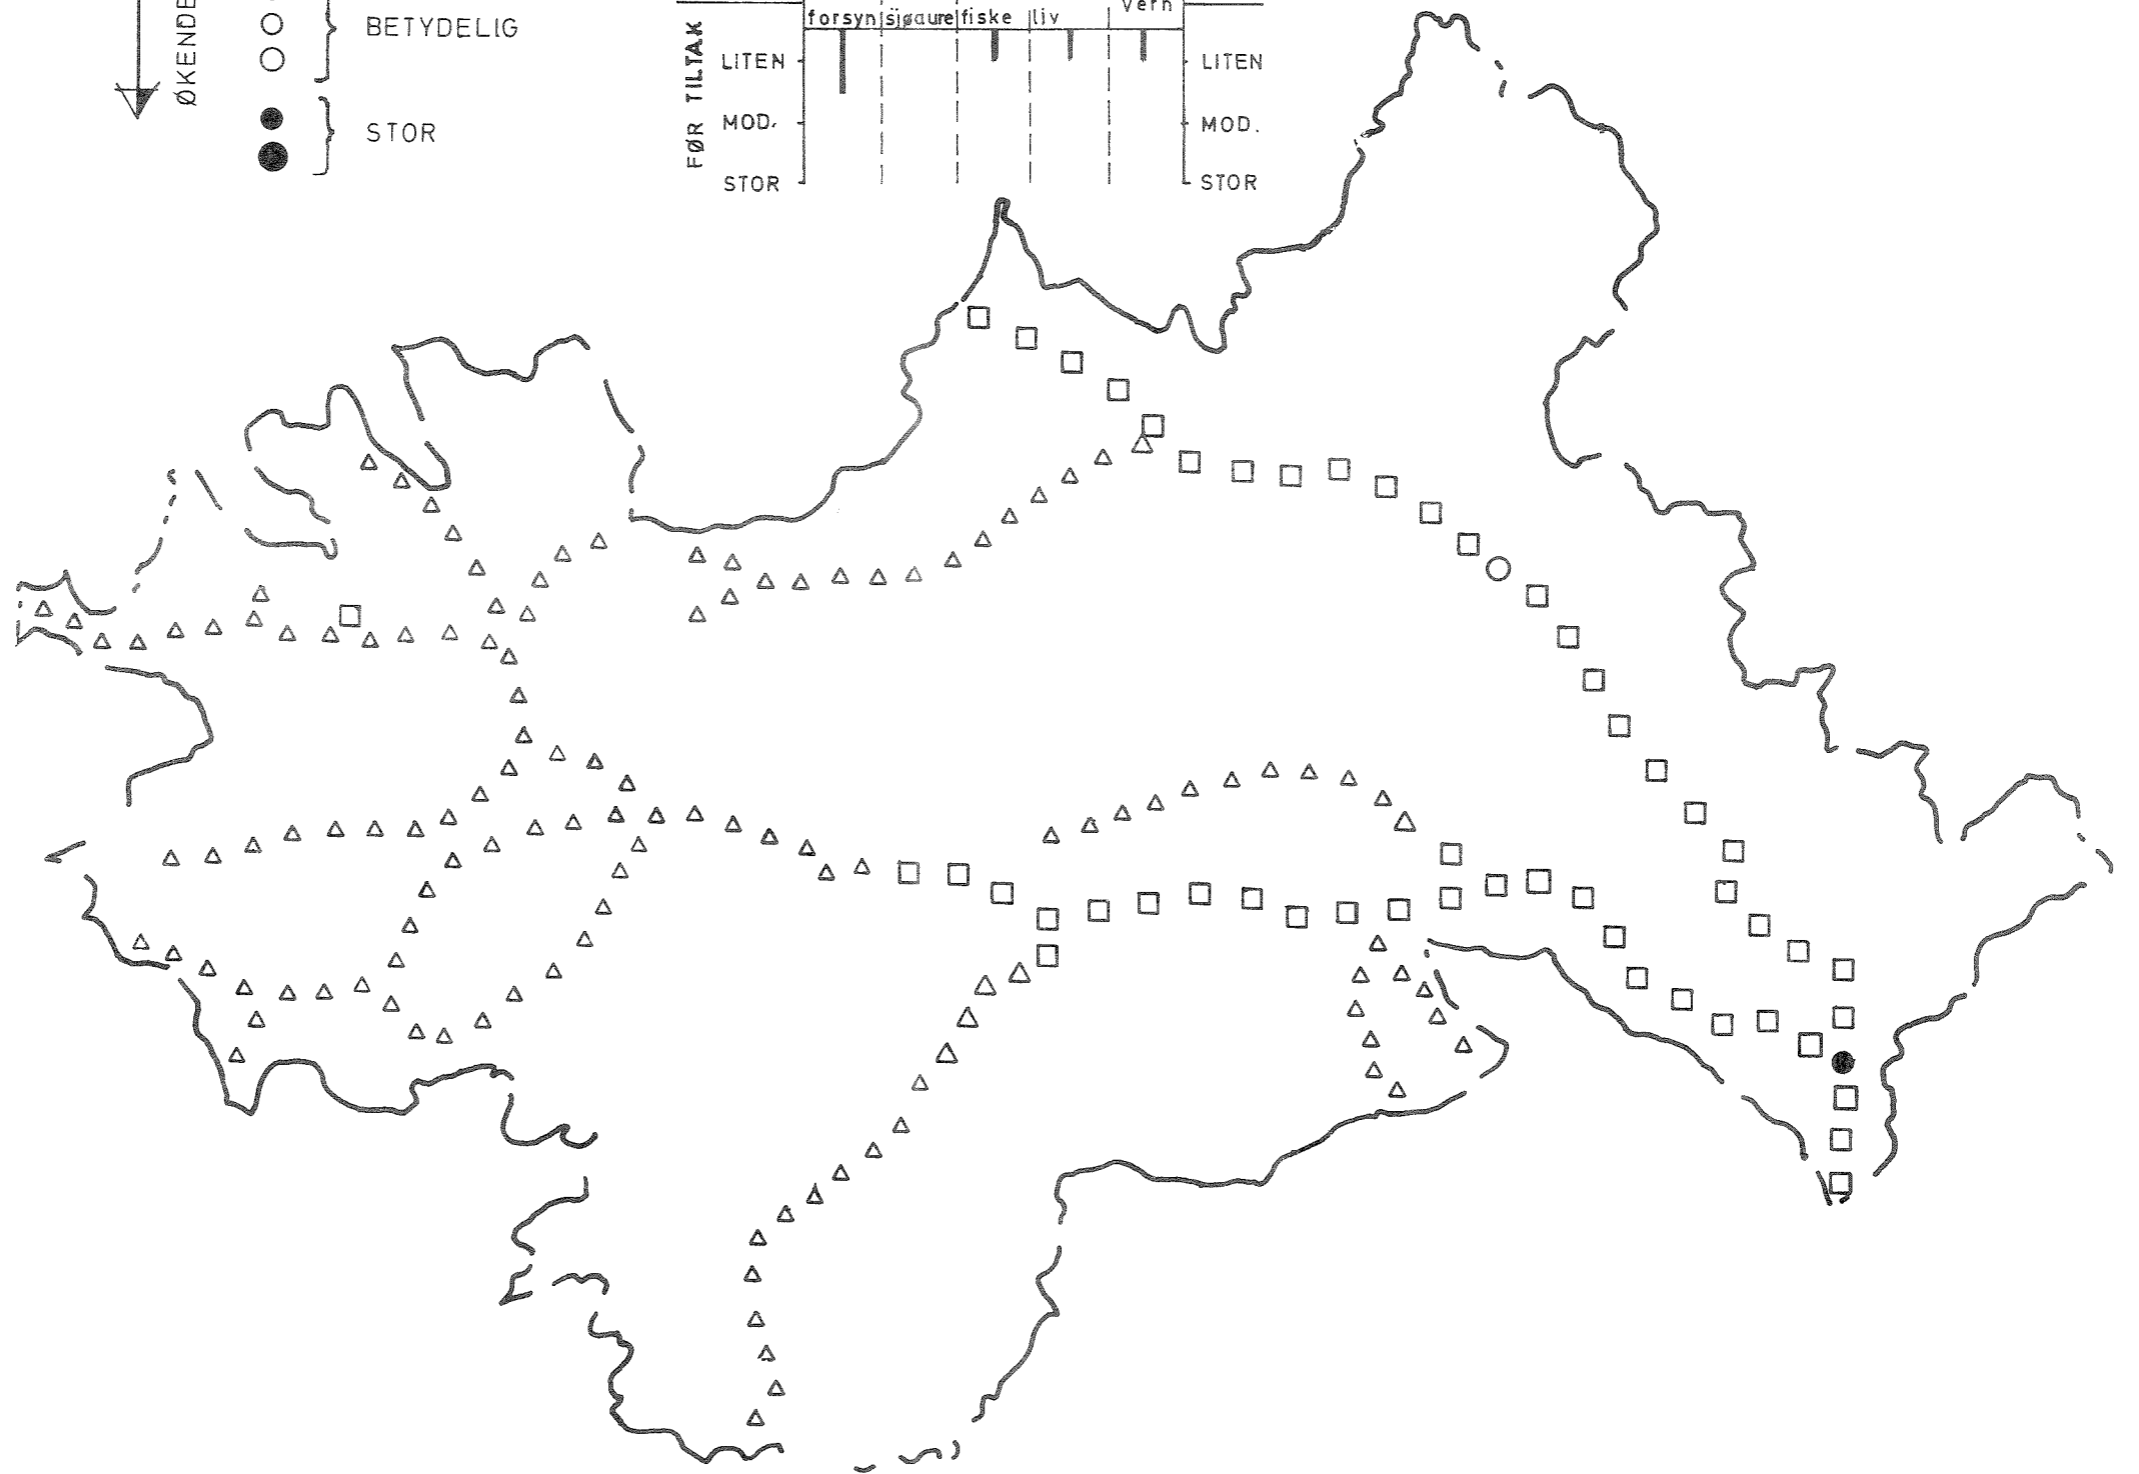 ØKENDE
BETYDELIG
STOR
FØR TILTAK
forsyn sjøaure fiske liv vern
LITEN LITEN
MOD. MOD.
STOR STOR